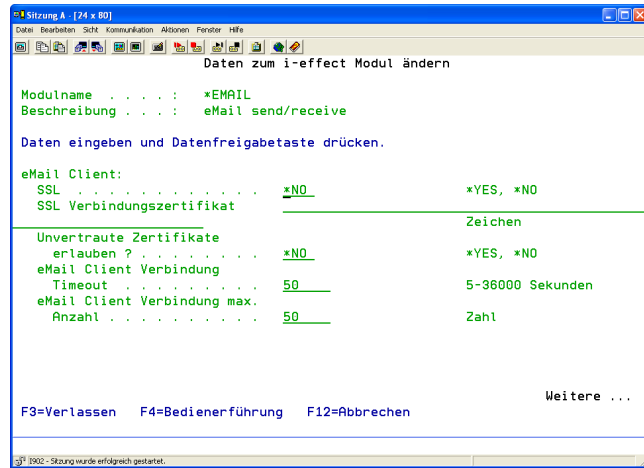 Sitzung A - [24 x 80]
Datei Bearbeiten Sicht Kommunikation Aktionen Fenster Hilfe
Daten zum i-effect Modul ändern
Modulname . . . . : *EMAIL
Beschreibung . . . : eMail send/receive
Daten eingeben und Datenfreigabetaste drücken.
eMail Client:
SSL . . . . . . . . . . . . *NO *YES, *NO
SSL Verbindungszertifikat
Zeichen
Unvertraute Zertifikate
erlauben ? . . . . . . . . *NO *YES, *NO
eMail Client Verbindung
Timeout . . . . . . . . . 50 5-36000 Sekunden
eMail Client Verbindung max.
Anzahl . . . . . . . . . . 50 Zahl
Weitere ...
F3=Verlassen F4=Bedienerführung F12=Abbrechen
I902 - Sitzung wurde erfolgreich gestartet.